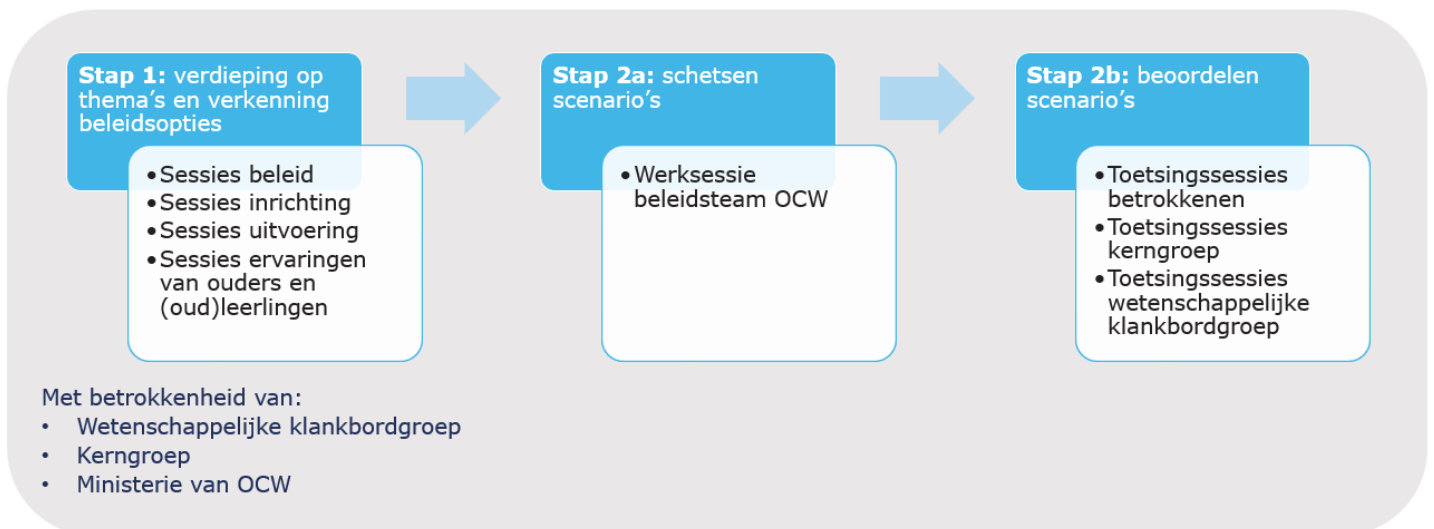 Stap 1: verdieping op
thema's en verkenning
beleidsopties
•Sessies beleid
•Sessies inrichting
•Sessies uitvoering
•Sessies ervaringen
van ouders en
(oud)leerlingen
Stap 2a: schetsen
scenario's
•Werksessie
beleidsteam OCW
Stap 2b: beoordelen
scenario's
•Toetsingssessies
betrokkenen
•Toetsingssessies
kerngroep
•Toetsingssessies
wetenschappelijke
klankbordgroep
Met betrokkenheid van:
• Wetenschappelijke klankbordgroep
• Kerngroep
• Ministerie van OCW